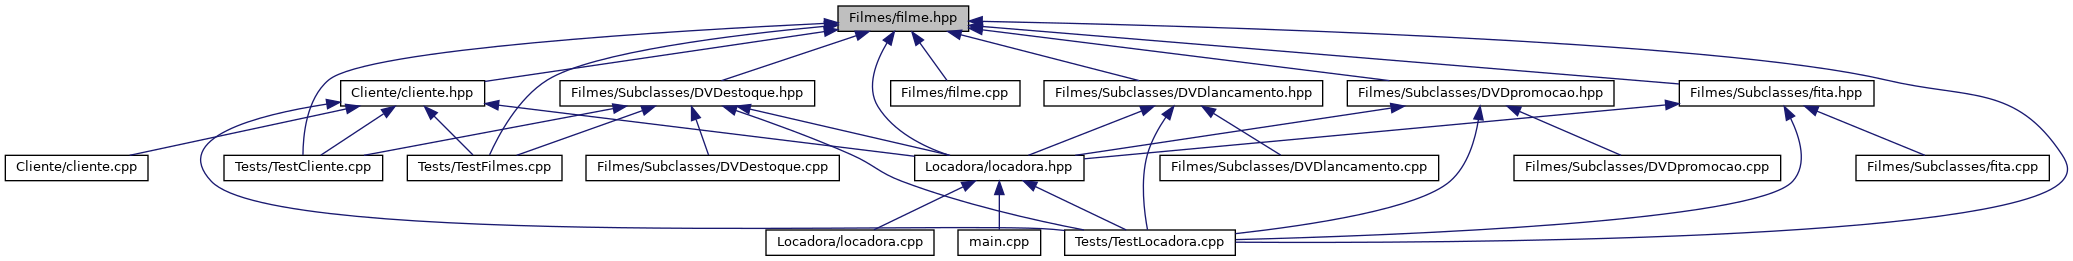 Filmes/filme.hpp
Cliente/cliente.hpp
Filmes/Subclasses/DVDestoque.hpp
Filmes/filme.cpp
Filmes/Subclasses/DVDlancamento.hpp
Filmes/Subclasses/DVDpromocao.hpp
Filmes/Subclasses/fita.hpp
Cliente/cliente.cpp
Tests/TestCliente.cpp
Tests/TestFilmes.cpp
Filmes/Subclasses/DVDestoque.cpp
Locadora/locadora.hpp
Filmes/Subclasses/DVDlancamento.cpp
Filmes/Subclasses/DVDpromocao.cpp
Filmes/Subclasses/fita.cpp
Locadora/locadora.cpp
main.cpp
Tests/TestLocadora.cpp